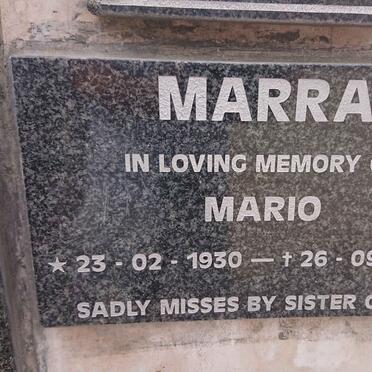 MARRA
IN LOVING MEMORY
MARIO
★ 23 - 02 - 1930 — † 26 - 09
SADLY MISSES BY SISTER